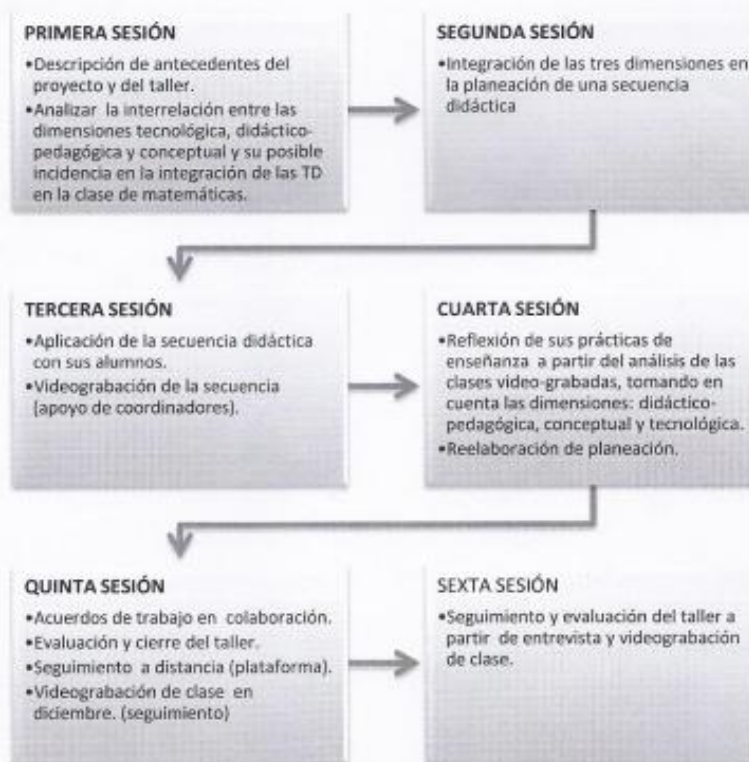 PRIMERA SESIÓN
•Descripción de antecedentes del
proyecto y del taller.
•Analizar la interrelación entre las
dimensiones tecnológica, didáctico-
pedagógica y conceptual y su posible
incidencia en la integración de las TD
en la clase de matemáticas.
SEGUNDA SESIÓN
•Integración de las tres dimensiones en
la planeación de una secuencia
didáctica
TERCERA SESIÓN
•Aplicación de la secuencia didáctica
con sus alumnos.
•Videograbación de la secuencia
(apoyo de coordinadores).
CUARTA SESIÓN
•Reflexión de sus prácticas de
enseñanza a partir del análisis de las
clases video-grabadas, tomando en
cuenta las dimensiones: didáctico-
pedagógica, conceptual y tecnológica.
•Reelaboración de planeación.
QUINTA SESIÓN
•Acuerdos de trabajo en colaboración.
•Evaluación y cierre del taller.
•Seguimiento a distancia (plataforma).
•Videograbación de clase en
diciembre. (seguimiento)
SEXTA SESIÓN
•Seguimiento y evaluación del taller a
partir de entrevista y videograbación
de clase.